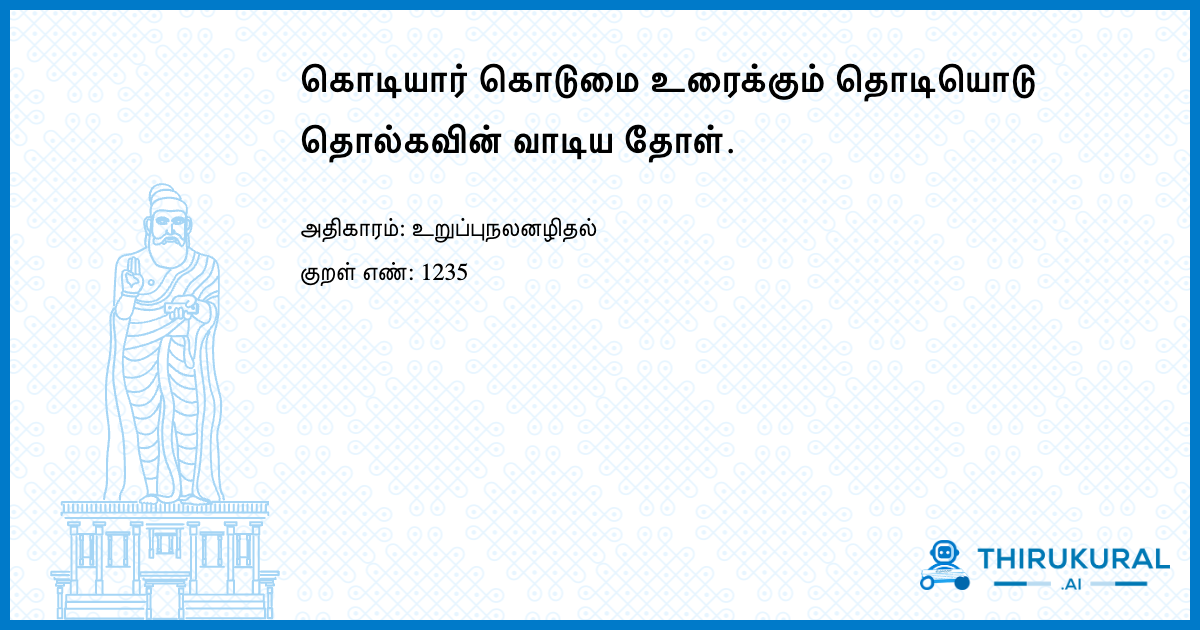 கொடியார் கொடுமை உரைக்கும் தொடியொடு
தொல்கவின் வாடிய தோள்.
அதிகாரம்: உறுப்புநலனழிதல்
குறள் எண்: 1235
THIRUKURAL
.AI